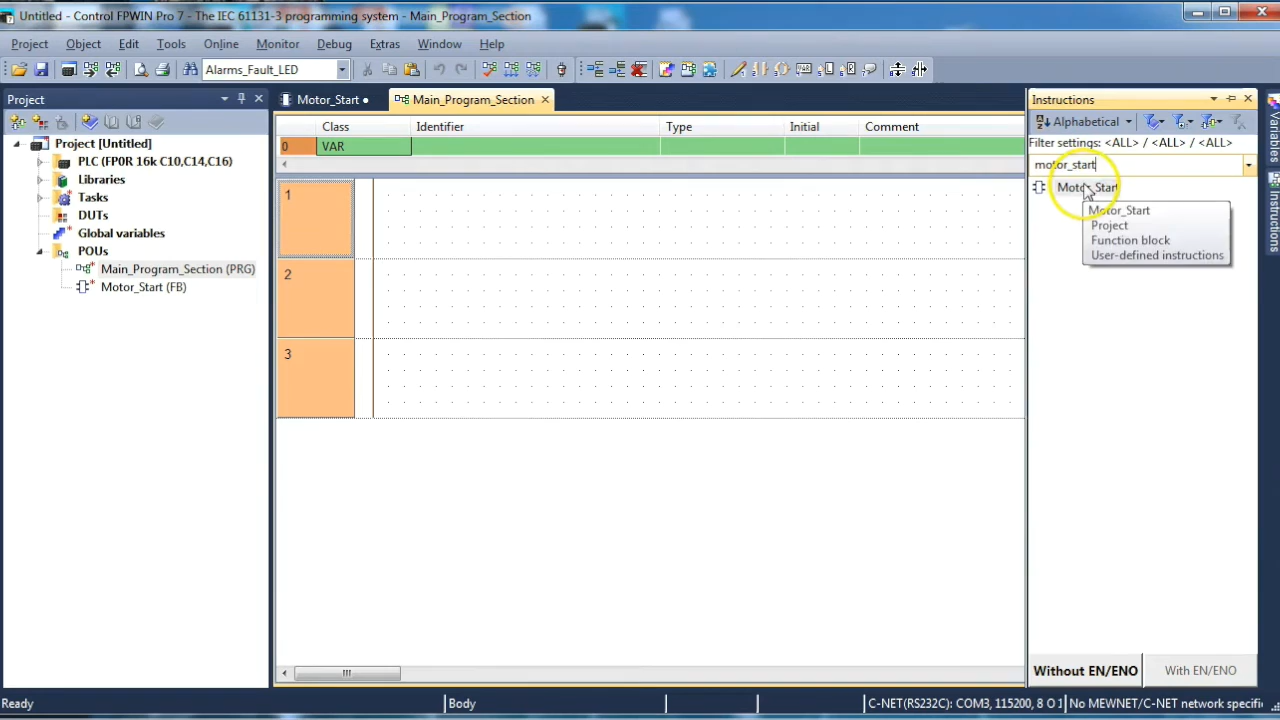 Untitled - Control FPWIN Pro 7 - The IEC 61131-3 programming system - Main_Program_Section
Project Object Edit Tools Online Monitor Debug Extras Window Help
Alarms_Fault_LED
Project
Motor_Start
Main_Program_Section
Instructions
Class Identifier Type Initial Comment
0 VAR
Project [Untitled]
PLC (FP0R 16k C10,C14,C16)
Libraries
Tasks
DUTs
Global variables
POUs
Main_Program_Section (PRG)
Motor_Start (FB)
1
2
3
Alphabetical
Filter settings: <ALL> / <ALL> / <ALL>
motor_start
Motor_Start
Motor_Start
Project
Function block
User-defined instructions
Variables
Instructions
Without EN/ENO With EN/ENO
Ready Body C-NET(RS232C): COM3, 115200, 8 O 1 No MEWNET/C-NET network specifi